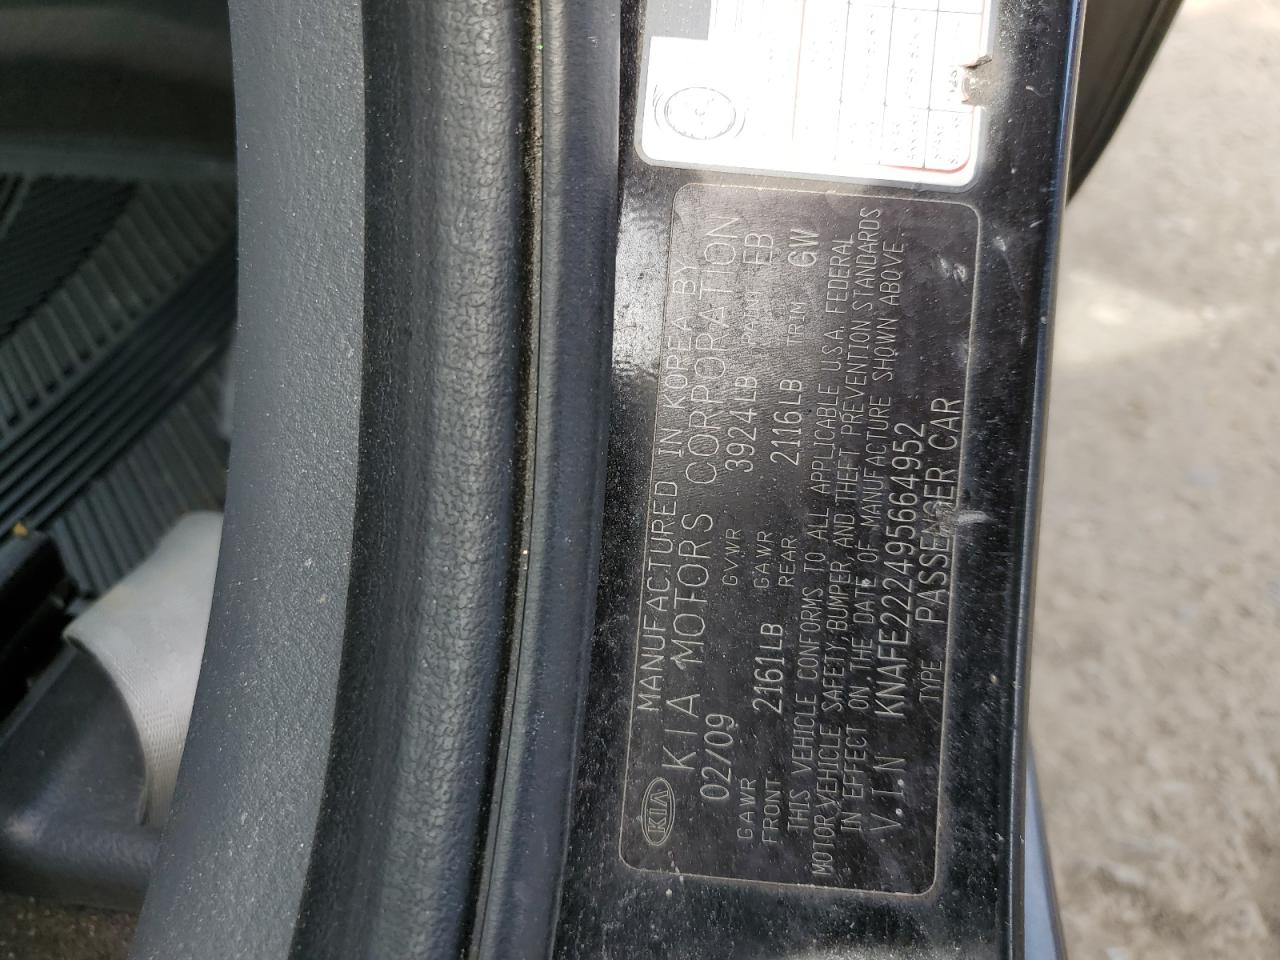 KIA
MANUFACTURED IN KOREA BY
KIA MOTORS CORPORATION
02/09 GVWR 3924LB PAINT EB
GAWR FRONT 2161LB GAWR REAR 2116LB TRIM GW
THIS VEHICLE CONFORMS TO ALL APPLICABLE U.S.A. FEDERAL
MOTOR VEHICLE SAFETY, BUMPER, AND THEFT PREVENTION STANDARDS
IN EFFECT ON THE DATE OF MANUFACTURE SHOWN ABOVE.
V.I.N KNAFE222495664952
TYPE PASSENGER CAR